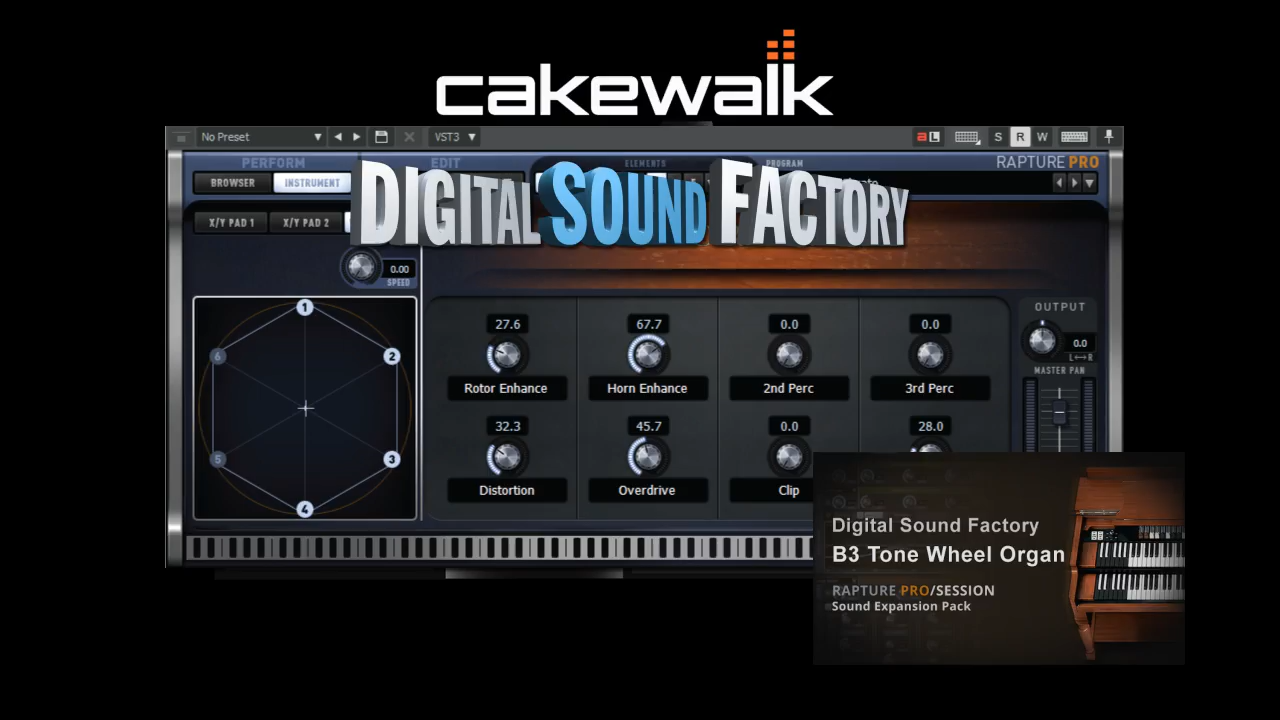 cakewalk
No Preset
VST3
S R W
PERFORM
EDIT
ELEMENTS
PROGRAM
RAPTURE PRO
BROWSER
INSTRUMENT
DIGITAL SOUND FACTORY
X/Y PAD 1
X/Y PAD 2
0.00
SPEED
1
2
3
4
5
6
27.6
67.7
0.0
0.0
Rotor Enhance
Horn Enhance
2nd Perc
3rd Perc
32.3
45.7
0.0
28.0
Distortion
Overdrive
Clip
OUTPUT
0.0
L↔R
MASTER PAN
Digital Sound Factory
B3 Tone Wheel Organ
RAPTURE PRO/SESSION
Sound Expansion Pack